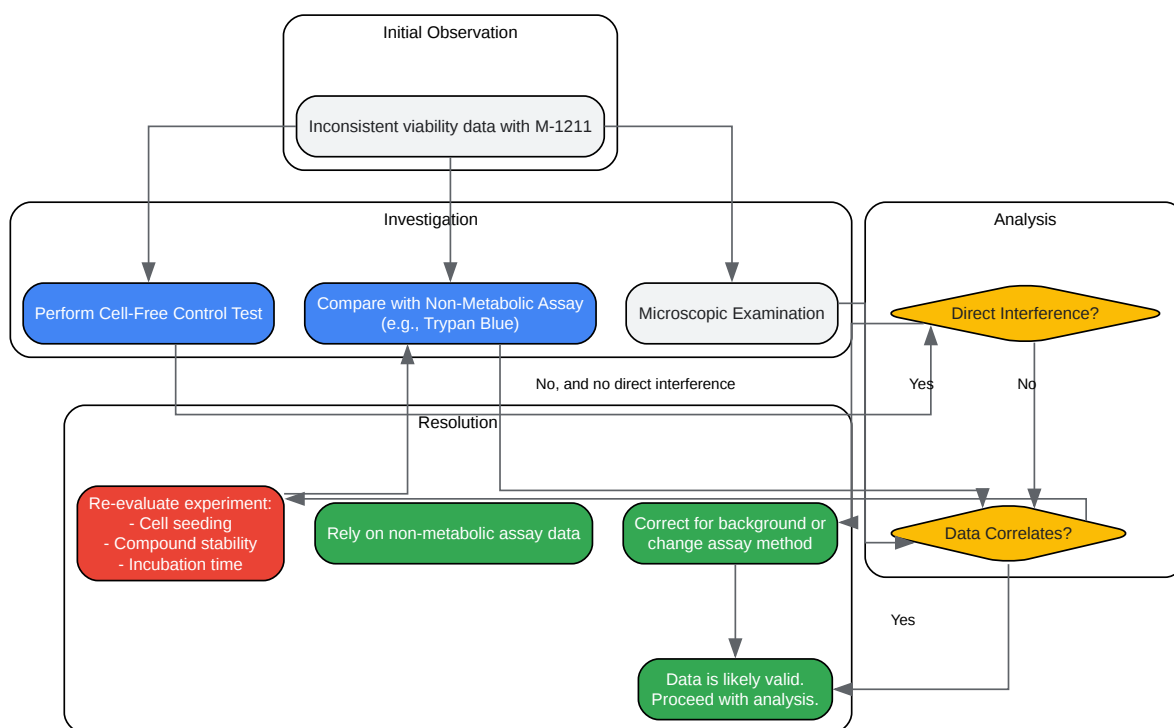 Initial Observation
Inconsistent viability data with M-1211
Investigation
Analysis
Perform Cell-Free Control Test
Compare with Non-Metabolic Assay
(e.g., Trypan Blue)
Microscopic Examination
Direct Interference?
No, and no direct interference
Yes
No
Resolution
Re-evaluate experiment:
- Cell seeding
- Compound stability
- Incubation time
Rely on non-metabolic assay data
Correct for background or
change assay method
Data Correlates?
Yes
Data is likely valid.
Proceed with analysis.